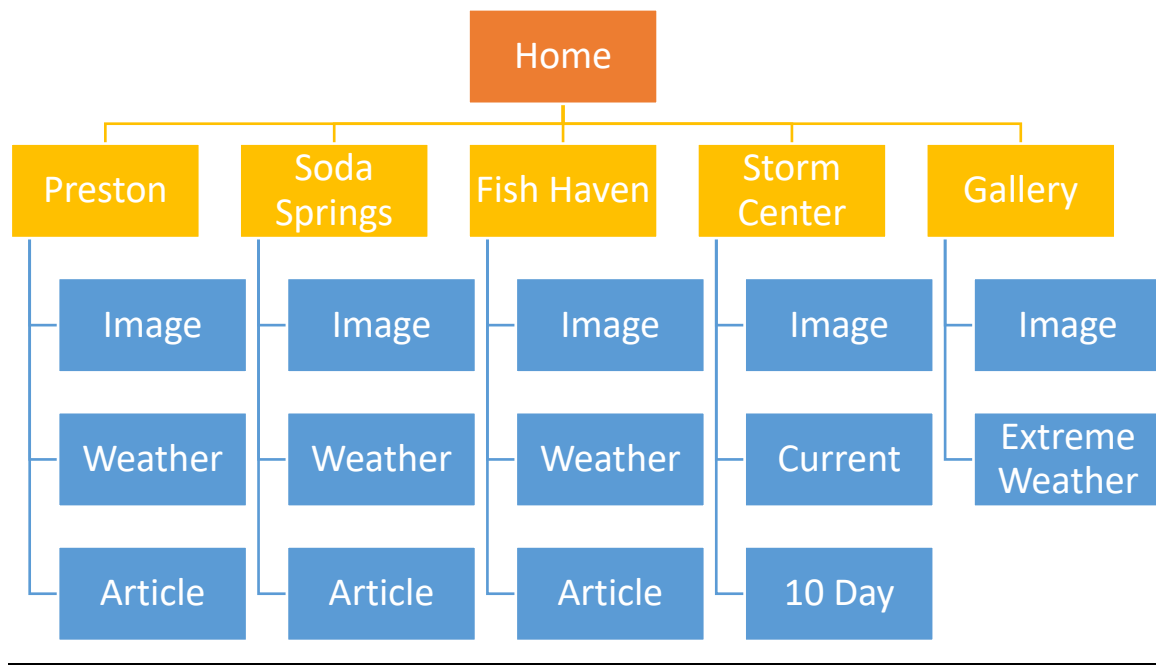 Home
Preston
Soda
Springs
Fish Haven
Storm
Center
Gallery
Image
Image
Image
Image
Image
Weather
Weather
Weather
Current
Extreme
Weather
Article
Article
Article
10 Day